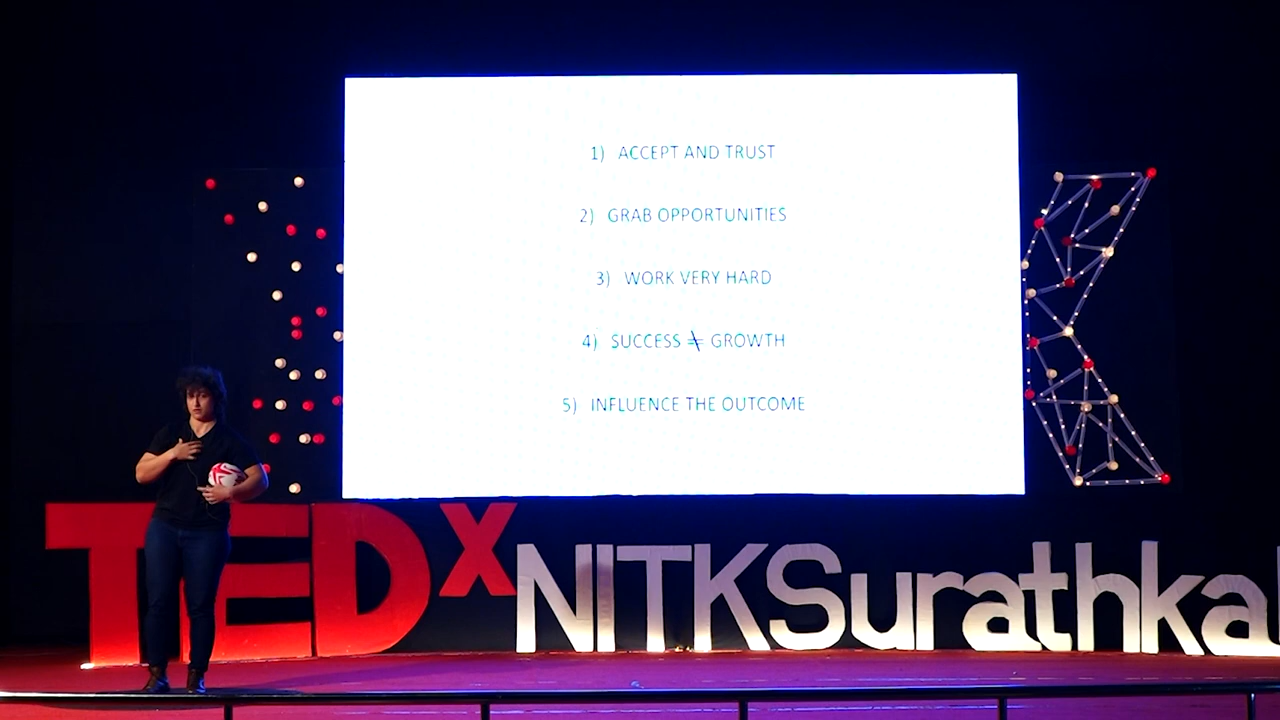 1) ACCEPT AND TRUST
2) GRAB OPPORTUNITIES
3) WORK VERY HARD
4) SUCCESS ≠ GROWTH
5) INFLUENCE THE OUTCOME
TEDx NITKSurathkal